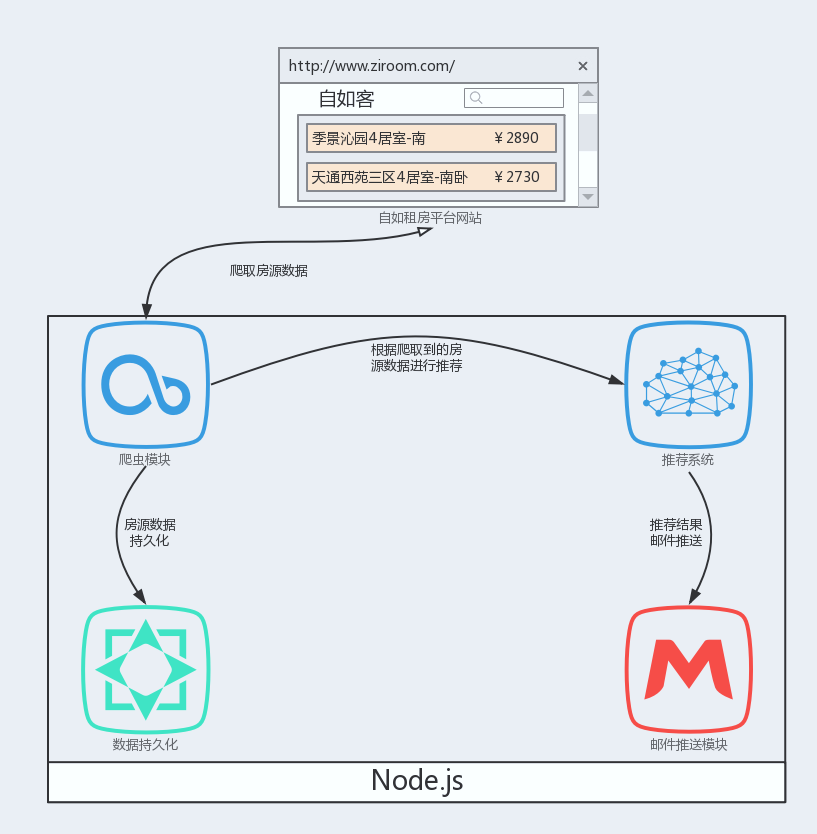 http://www.ziroom.com/
自如客
季景沁园4居室-南 ¥2890
天通西苑三区4居室-南卧 ¥2730
自如租房平台网站
爬取房源数据
根据爬取到的房
源数据进行推荐
爬虫模块
推荐系统
房源数据
持久化
推荐结果
邮件推送
数据持久化
邮件推送模块
Node.js